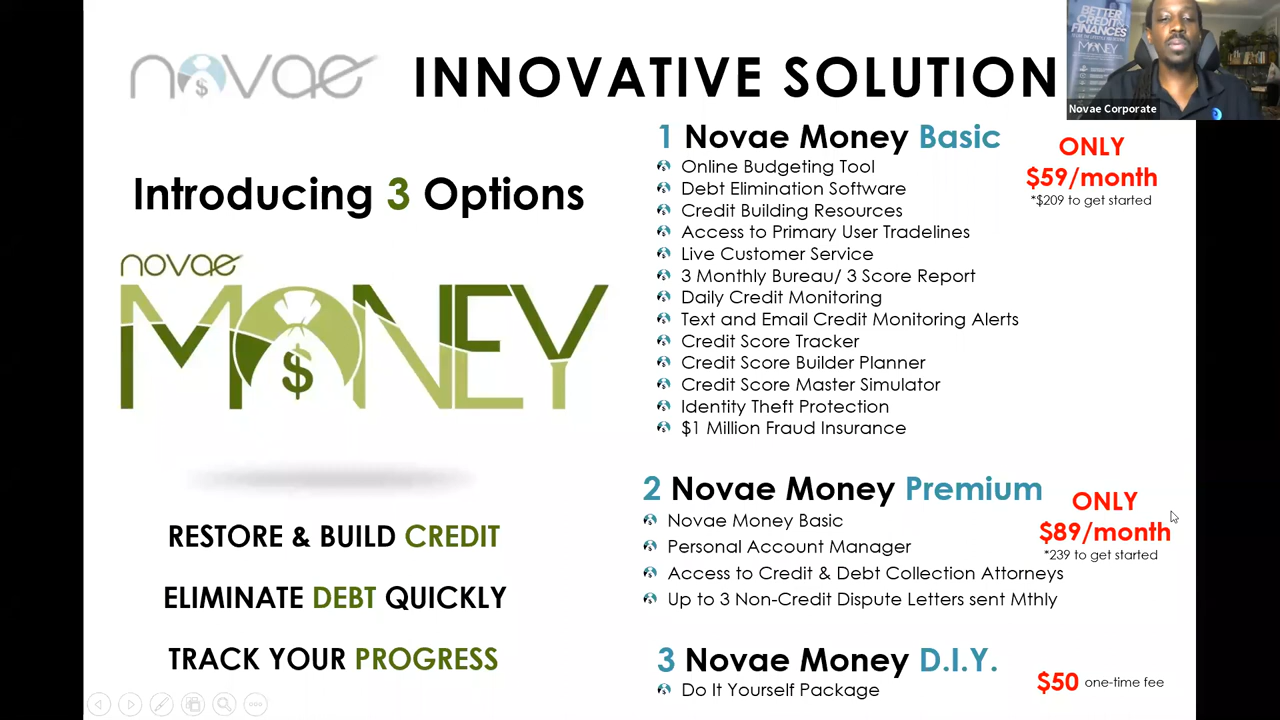 novae
INNOVATIVE SOLUTION
BETTER
CREDIT
FINANCES
MONEY
Novae Corporate
Introducing 3 Options
novae
MONEY
$
RESTORE & BUILD CREDIT
ELIMINATE DEBT QUICKLY
TRACK YOUR PROGRESS
1 Novae Money Basic
Online Budgeting Tool
Debt Elimination Software
Credit Building Resources
Access to Primary User Tradelines
Live Customer Service
3 Monthly Bureau/ 3 Score Report
Daily Credit Monitoring
Text and Email Credit Monitoring Alerts
Credit Score Tracker
Credit Score Builder Planner
Credit Score Master Simulator
Identity Theft Protection
$1 Million Fraud Insurance
ONLY
$59/month
*$209 to get started
2 Novae Money Premium
Novae Money Basic
Personal Account Manager
Access to Credit & Debt Collection Attorneys
Up to 3 Non-Credit Dispute Letters sent Mthly
ONLY
$89/month
*239 to get started
3 Novae Money D.I.Y.
Do It Yourself Package
$50 one-time fee